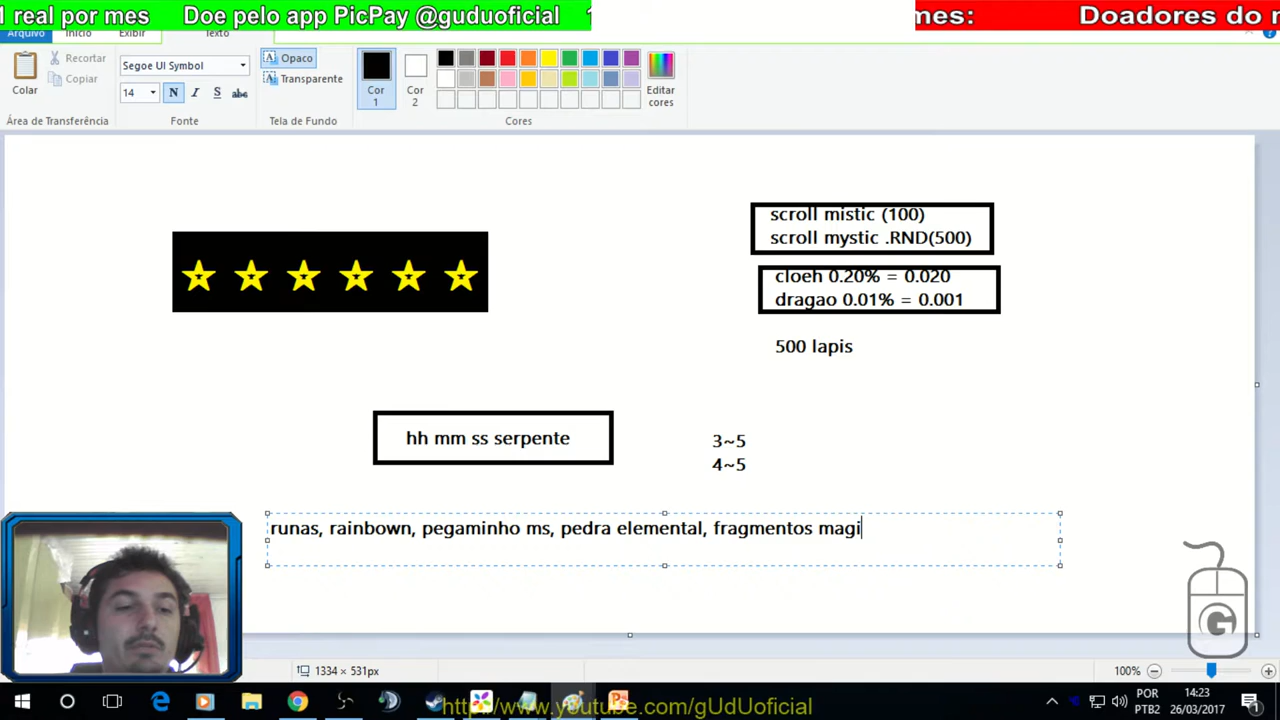 1 real por mes Doe pelo app PicPay @guduoficial
mes: Doadores do
Arquivo Início Exibir Texto
Colar
Recortar
Copiar
Área de Transferência
Segoe UI Symbol
14 N I S abc
Fonte
Opaco
Transparente
Tela de Fundo
Cor 1
Cor 2
Editar cores
Cores
scroll mistic (100)
scroll mystic .RND(500)
cloeh 0.20% = 0.020
dragao 0.01% = 0.001
500 lapis
hh mm ss serpente
3~5
4~5
runas, rainbown, pegaminho ms, pedra elemental, fragmentos magi
G
1334 × 531px
100%
http://www.youtube.com/gUdUoficial
POR
PTB2
14:23
26/03/2017